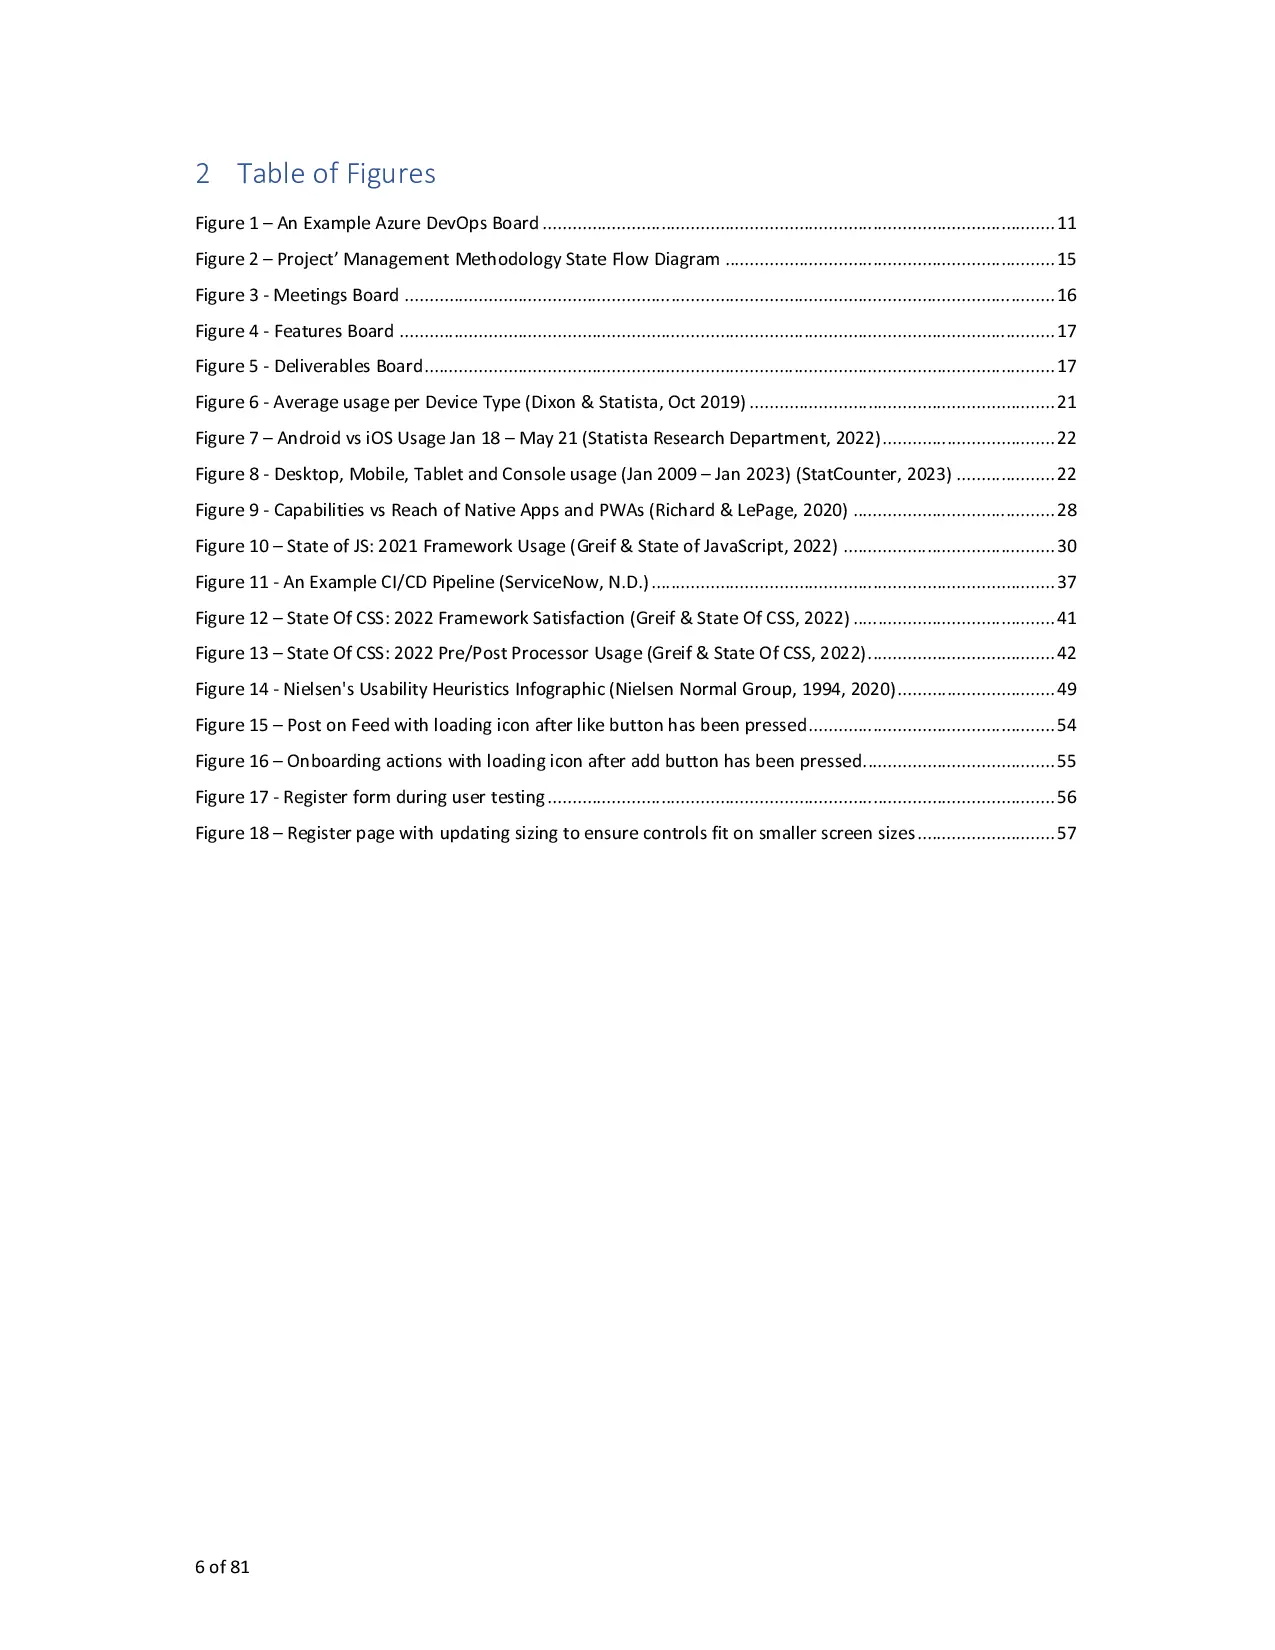 2 Table of Figures
Figure 1 – An Example Azure DevOps Board ........................................................................................................ 11
Figure 2 – Project’ Management Methodology State Flow Diagram ................................................................... 15
Figure 3 - Meetings Board .................................................................................................................................... 16
Figure 4 - Features Board ..................................................................................................................................... 17
Figure 5 - Deliverables Board................................................................................................................................ 17
Figure 6 - Average usage per Device Type (Dixon & Statista, Oct 2019) .............................................................. 21
Figure 7 – Android vs iOS Usage Jan 18 – May 21 (Statista Research Department, 2022)................................... 22
Figure 8 - Desktop, Mobile, Tablet and Console usage (Jan 2009 – Jan 2023) (StatCounter, 2023) .................... 22
Figure 9 - Capabilities vs Reach of Native Apps and PWAs (Richard & LePage, 2020) ......................................... 28
Figure 10 – State of JS: 2021 Framework Usage (Greif & State of JavaScript, 2022) ........................................... 30
Figure 11 - An Example CI/CD Pipeline (ServiceNow, N.D.) .................................................................................. 37
Figure 12 – State Of CSS: 2022 Framework Satisfaction (Greif & State Of CSS, 2022) ......................................... 41
Figure 13 – State Of CSS: 2022 Pre/Post Processor Usage (Greif & State Of CSS, 2022)...................................... 42
Figure 14 - Nielsen's Usability Heuristics Infographic (Nielsen Normal Group, 1994, 2020)................................ 49
Figure 15 – Post on Feed with loading icon after like button has been pressed.................................................. 54
Figure 16 – Onboarding actions with loading icon after add button has been pressed....................................... 55
Figure 17 - Register form during user testing ....................................................................................................... 56
Figure 18 – Register page with updating sizing to ensure controls fit on smaller screen sizes............................ 57
6 of 81